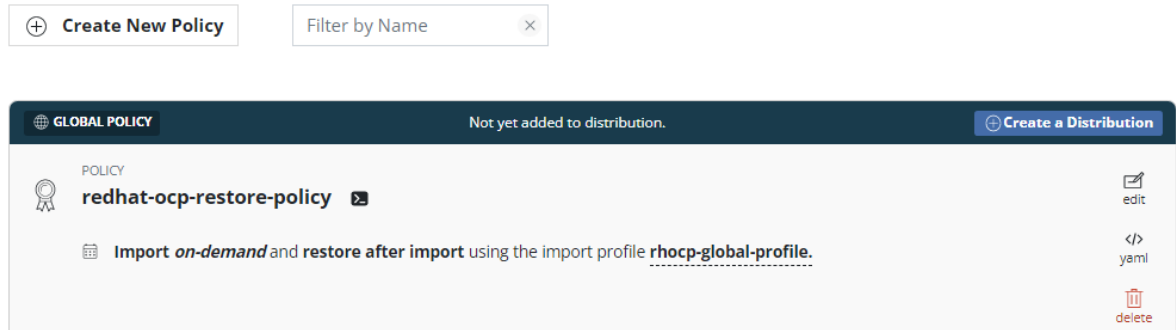 Create New Policy
Filter by Name
GLOBAL POLICY
Not yet added to distribution.
Create a Distribution
POLICY
redhat-ocp-restore-policy
edit
Import on-demand and restore after import using the import profile rhocp-global-profile.
</>
yaml
delete